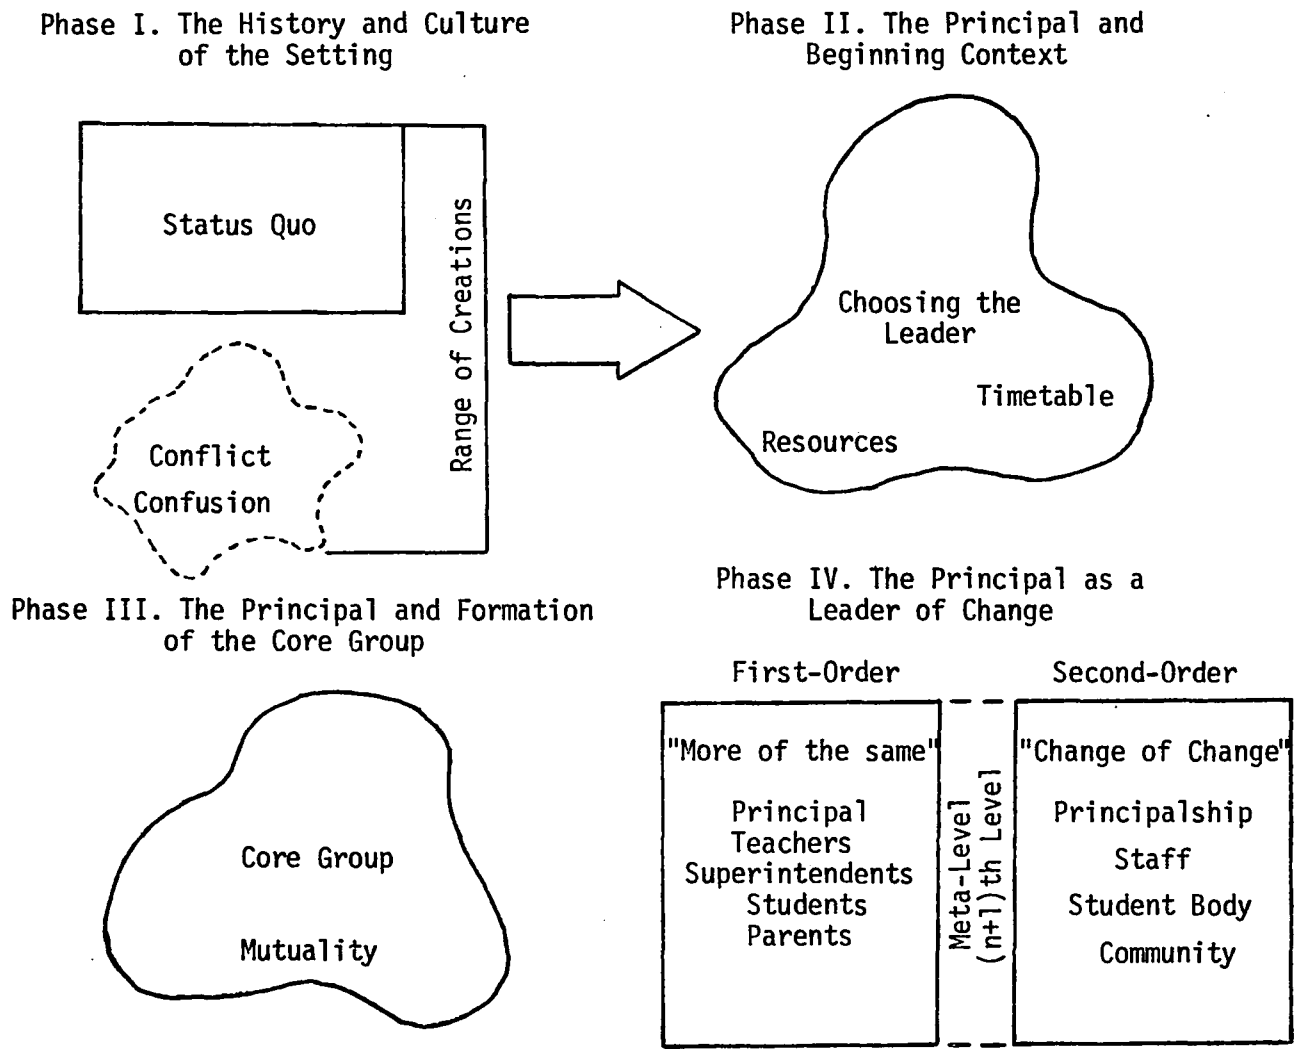 Phase I. The History and Culture
of the Setting
Status Quo
Range of Creations
Conflict
Confusion
Phase II. The Principal and
Beginning Context
Choosing the
Leader
Timetable
Resources
Phase III. The Principal and Formation
of the Core Group
Core Group
Mutuality
Phase IV. The Principal as a
Leader of Change
First-Order
"More of the same"
Principal
Teachers
Superintendents
Students
Parents
Meta-Level
(n+1)th Level
Second-Order
"Change of Change"
Principalship
Staff
Student Body
Community